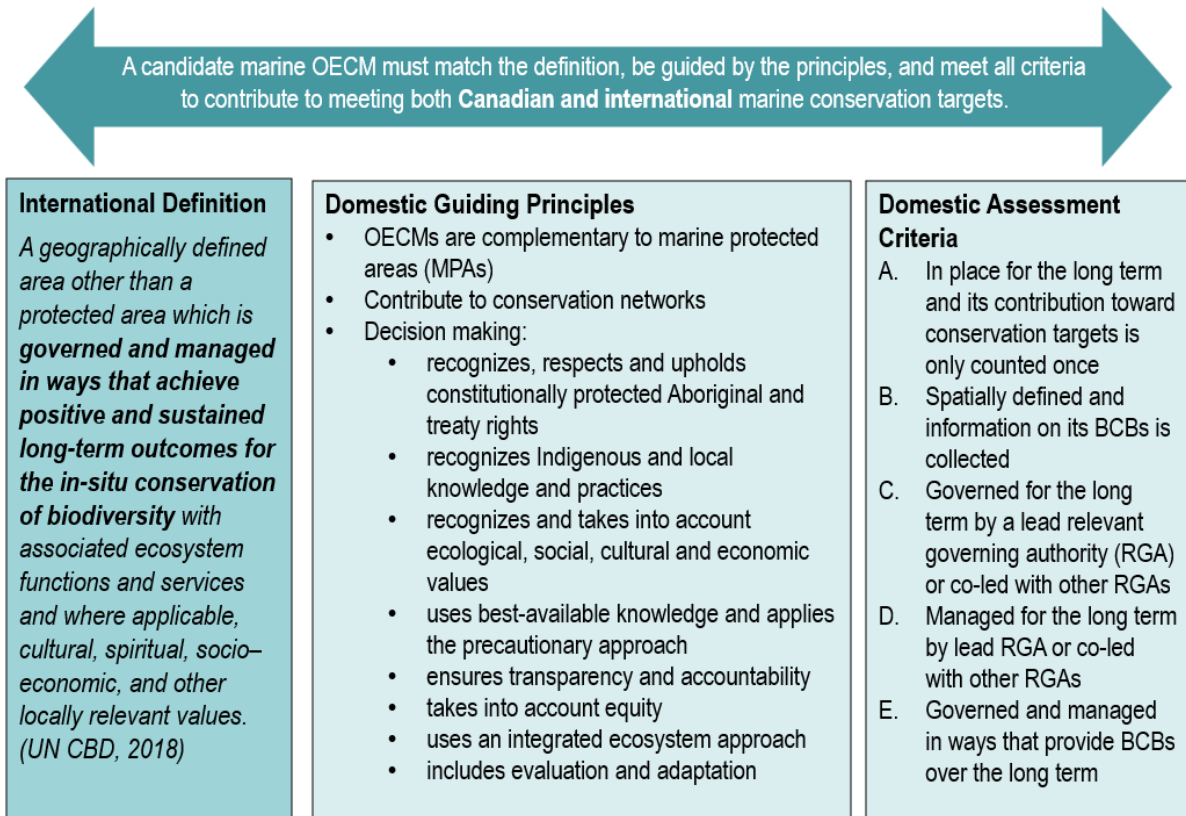 A candidate marine OECM must match the definition, be guided by the principles, and meet all criteria
to contribute to meeting both Canadian and international marine conservation targets.
International Definition
A geographically defined
area other than a
protected area which is
governed and managed
in ways that achieve
positive and sustained
long-term outcomes for
the in-situ conservation
of biodiversity with
associated ecosystem
functions and services
and where applicable,
cultural, spiritual, socio–
economic, and other
locally relevant values.
(UN CBD, 2018)
Domestic Guiding Principles
• OECMs are complementary to marine protected
areas (MPAs)
• Contribute to conservation networks
• Decision making:
• recognizes, respects and upholds
constitutionally protected Aboriginal and
treaty rights
• recognizes Indigenous and local
knowledge and practices
• recognizes and takes into account
ecological, social, cultural and economic
values
• uses best-available knowledge and applies
the precautionary approach
• ensures transparency and accountability
• takes into account equity
• uses an integrated ecosystem approach
• includes evaluation and adaptation
Domestic Assessment
Criteria
A. In place for the long term
and its contribution toward
conservation targets is
only counted once
B. Spatially defined and
information on its BCBs is
collected
C. Governed for the long
term by a lead relevant
governing authority (RGA)
or co-led with other RGAs
D. Managed for the long term
by lead RGA or co-led
with other RGAs
E. Governed and managed
in ways that provide BCBs
over the long term